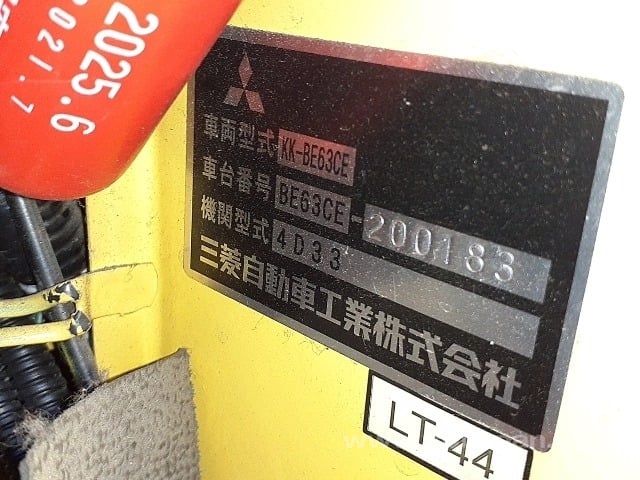 2025.6
2021.7
車両型式 KK-BE63CE
車台番号 BE63CE-200183
機関型式 4D33
三菱自動車工業株式会社
LT-44